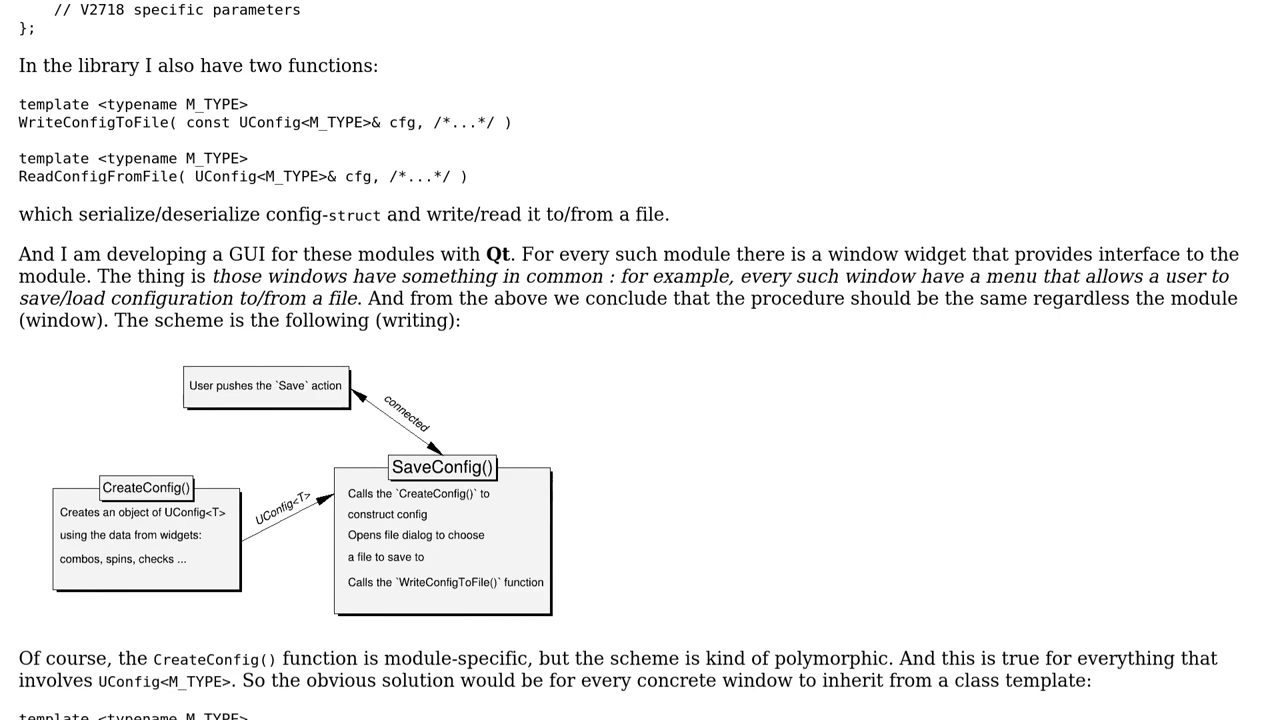 // V2718 specific parameters
};
In the library I also have two functions:
template <typename M_TYPE>
WriteConfigToFile( const UConfig<M_TYPE>& cfg, /*...*/ )
template <typename M_TYPE>
ReadConfigFromFile( UConfig<M_TYPE>& cfg, /*...*/ )
which serialize/deserialize config-struct and write/read it to/from a file.
And I am developing a GUI for these modules with Qt. For every such module there is a window widget that provides interface to the
module. The thing is those windows have something in common : for example, every such window have a menu that allows a user to
save/load configuration to/from a file. And from the above we conclude that the procedure should be the same regardless the module
(window). The scheme is the following (writing):
User pushes the `Save` action
connected
SaveConfig()
Calls the `CreateConfig()` to
construct config
Opens file dialog to choose
a file to save to
Calls the `WriteConfigToFile()` function
UConfig<T>
CreateConfig()
Creates an object of UConfig<T>
using the data from widgets:
combos, spins, checks ...
Of course, the CreateConfig() function is module-specific, but the scheme is kind of polymorphic. And this is true for everything that
involves UConfig<M_TYPE>. So the obvious solution would be for every concrete window to inherit from a class template:
template <typename M_TYPE>